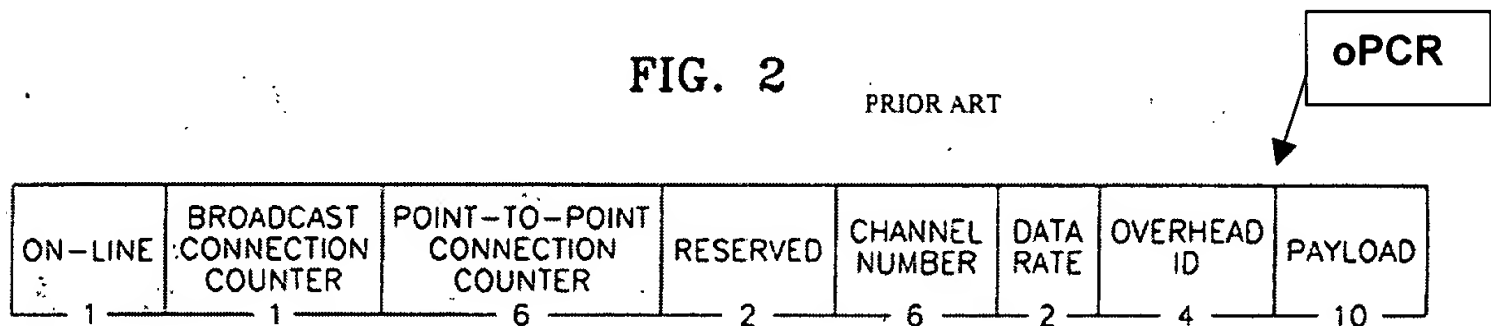 oPCR
FIG. 2
PRIOR ART
ON-LINE
BROADCAST
CONNECTION
COUNTER
POINT-TO-POINT
CONNECTION
COUNTER
RESERVED
CHANNEL
NUMBER
DATA
RATE
OVERHEAD
ID
PAYLOAD
1
1
6
2
6
2
4
10